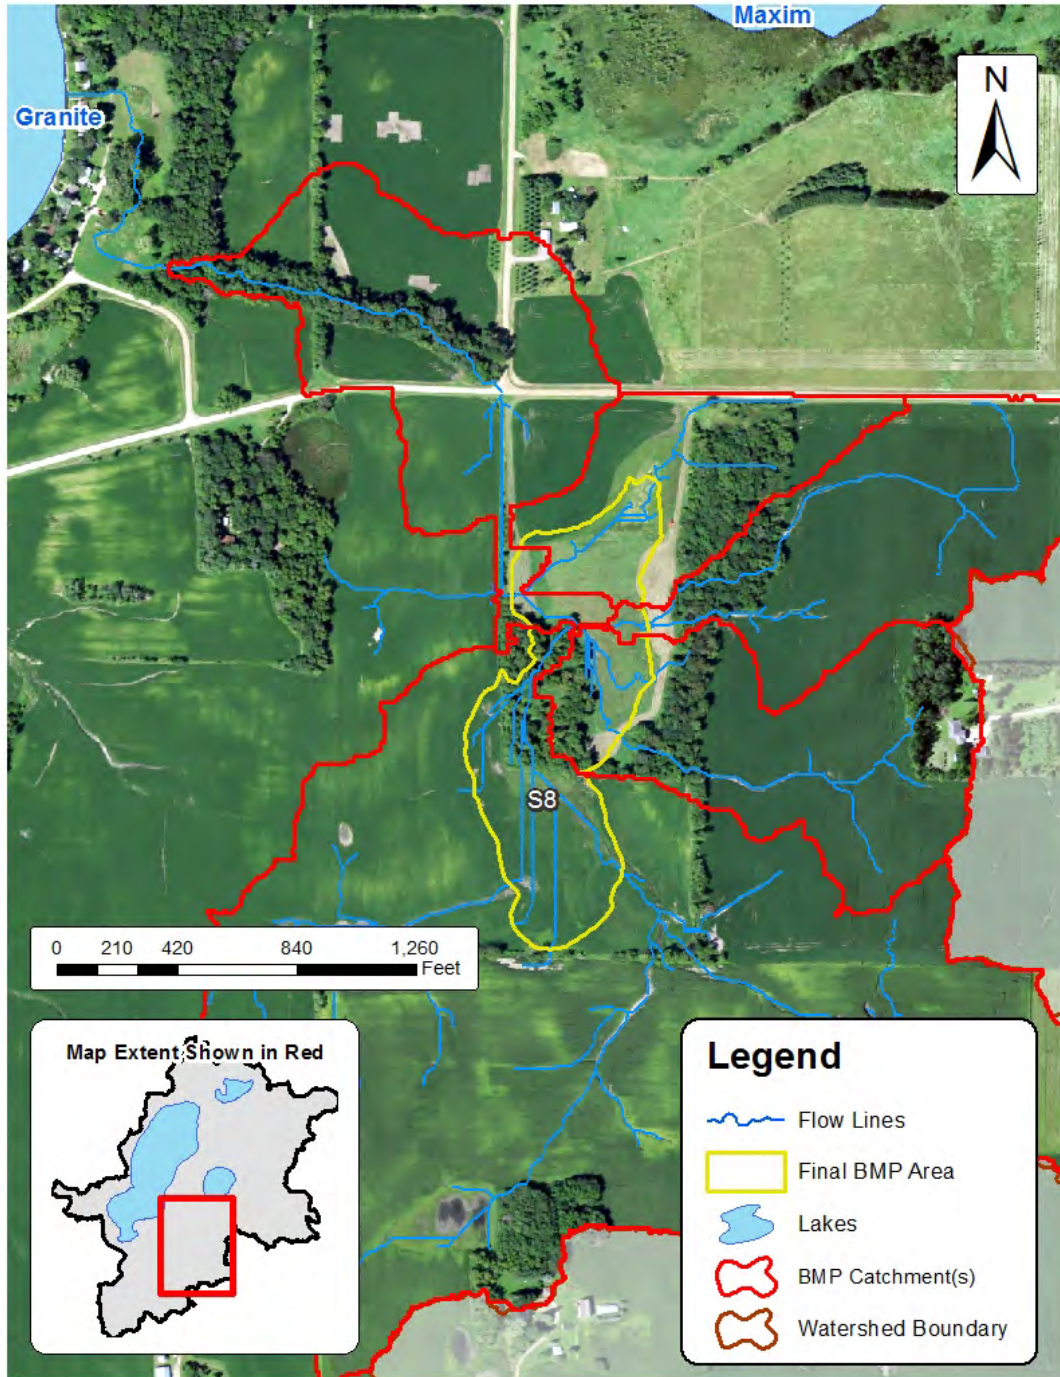 Maxim
N
Granite
S8
0 210 420 840 1,260
Feet
Map Extent Shown in Red
Legend
Flow Lines
Final BMP Area
Lakes
BMP Catchment(s)
Watershed Boundary